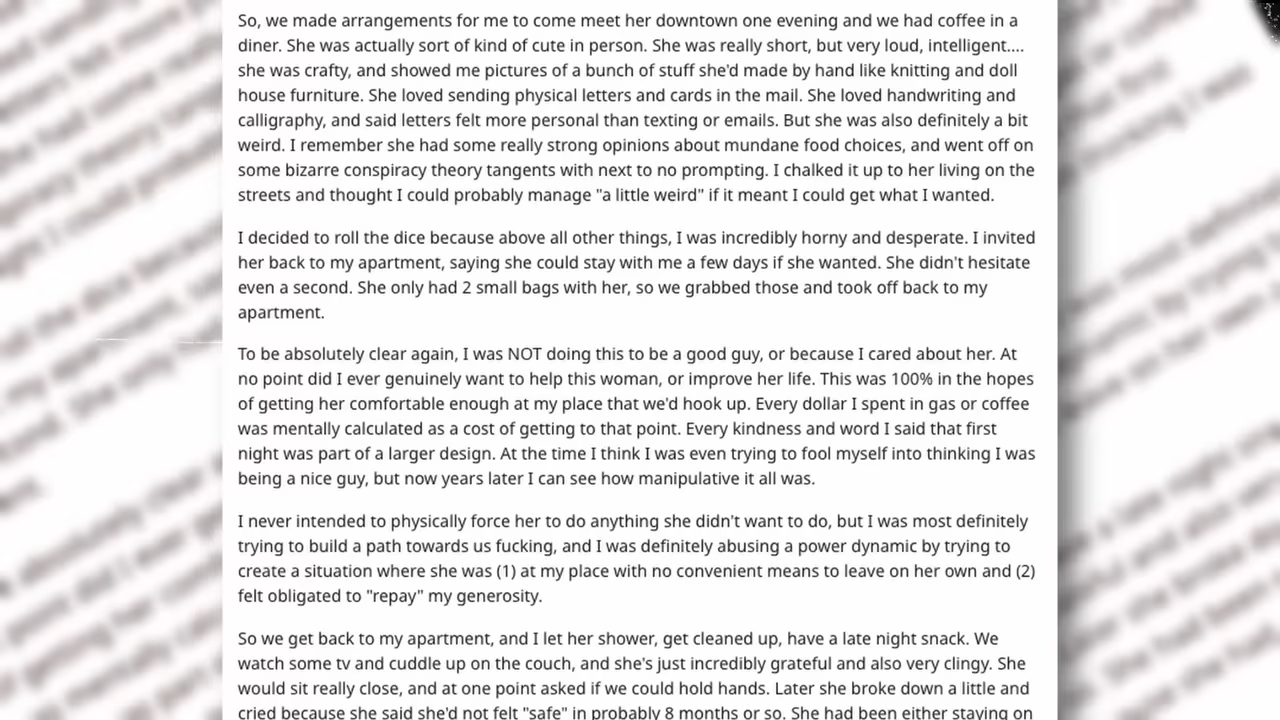 So, we made arrangements for me to come meet her downtown one evening and we had coffee in a
diner. She was actually sort of kind of cute in person. She was really short, but very loud, intelligent....
she was crafty, and showed me pictures of a bunch of stuff she'd made by hand like knitting and doll
house furniture. She loved sending physical letters and cards in the mail. She loved handwriting and
calligraphy, and said letters felt more personal than texting or emails. But she was also definitely a bit
weird. I remember she had some really strong opinions about mundane food choices, and went off on
some bizarre conspiracy theory tangents with next to no prompting. I chalked it up to her living on the
streets and thought I could probably manage "a little weird" if it meant I could get what I wanted.
I decided to roll the dice because above all other things, I was incredibly horny and desperate. I invited
her back to my apartment, saying she could stay with me a few days if she wanted. She didn't hesitate
even a second. She only had 2 small bags with her, so we grabbed those and took off back to my
apartment.
To be absolutely clear again, I was NOT doing this to be a good guy, or because I cared about her. At
no point did I ever genuinely want to help this woman, or improve her life. This was 100% in the hopes
of getting her comfortable enough at my place that we'd hook up. Every dollar I spent in gas or coffee
was mentally calculated as a cost of getting to that point. Every kindness and word I said that first
night was part of a larger design. At the time I think I was even trying to fool myself into thinking I was
being a nice guy, but now years later I can see how manipulative it all was.
I never intended to physically force her to do anything she didn't want to do, but I was most definitely
trying to build a path towards us fucking, and I was definitely abusing a power dynamic by trying to
create a situation where she was (1) at my place with no convenient means to leave on her own and (2)
felt obligated to "repay" my generosity.
So we get back to my apartment, and I let her shower, get cleaned up, have a late night snack. We
watch some tv and cuddle up on the couch, and she's just incredibly grateful and also very clingy. She
would sit really close, and at one point asked if we could hold hands. Later she broke down a little and
cried because she said she'd not felt "safe" in probably 8 months or so. She had been either staying on